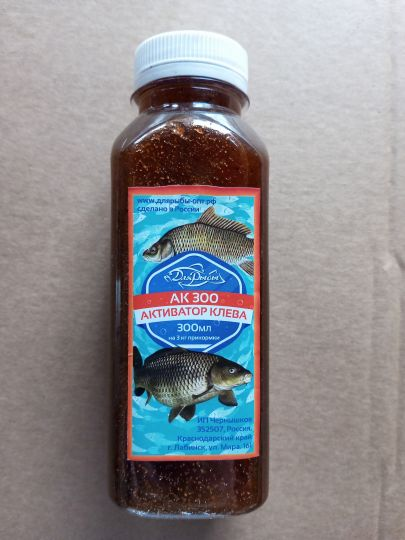 www.длярыбы-опт.рф
сделано в России
ДляРыбы
АК 300
АКТИВАТОР КЛЕВА
300мл
на 3 кг прикормки
ИП Чернышков
352507, Россия,
Краснодарский край
г. Лабинск, ул. Мира, 16